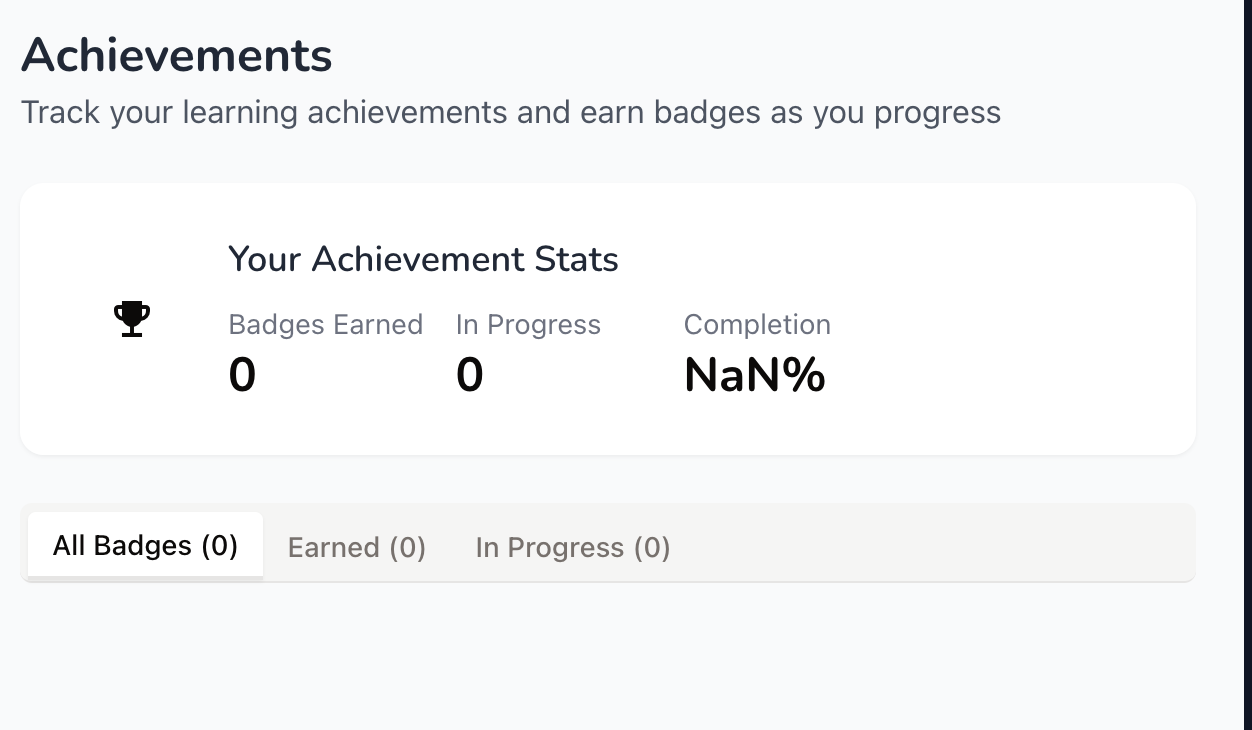 Achievements
Track your learning achievements and earn badges as you progress
Your Achievement Stats
Badges Earned In Progress Completion
0 0 NaN%
All Badges (0) Earned (0) In Progress (0)